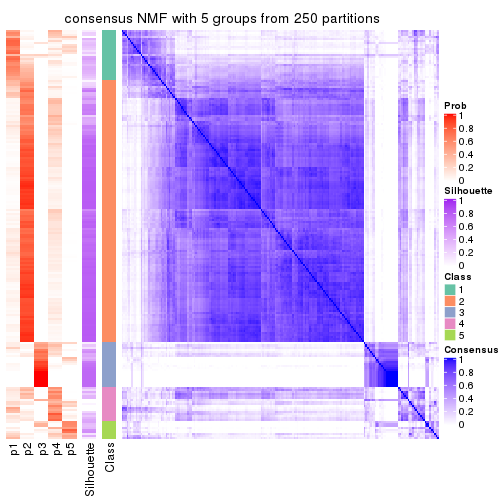 consensus NMF with 5 groups from 250 partitions
Prob
1
0.8
0.6
0.4
0.2
0
Silhouette
1
0.8
0.6
0.4
0.2
0
Class
1
2
3
4
5
Consensus
1
0.8
0.6
0.4
0.2
0
p1
p2
p3
p4
p5
Silhouette
Class